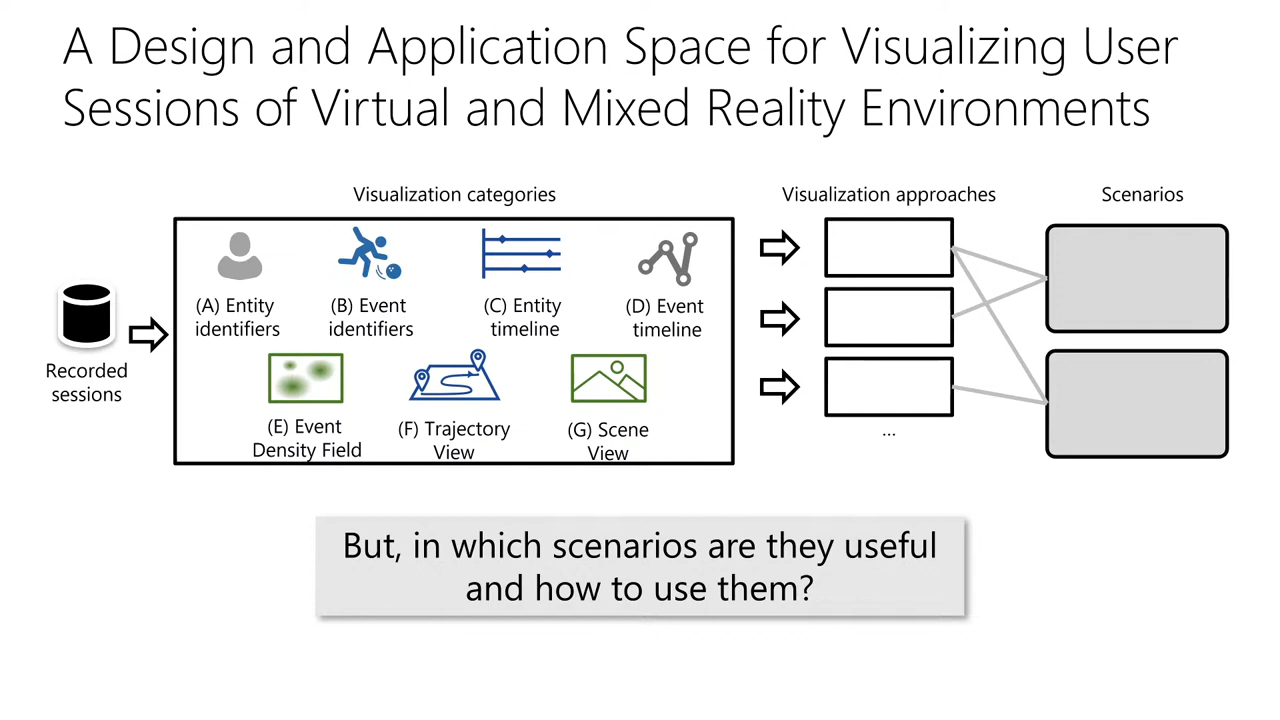 A Design and Application Space for Visualizing User
Sessions of Virtual and Mixed Reality Environments
Visualization categories
Visualization approaches
Scenarios
Recorded
sessions
(A) Entity
identifiers
(B) Event
identifiers
(C) Entity
timeline
(D) Event
timeline
(E) Event
Density Field
(F) Trajectory
View
(G) Scene
View
...
But, in which scenarios are they useful
and how to use them?